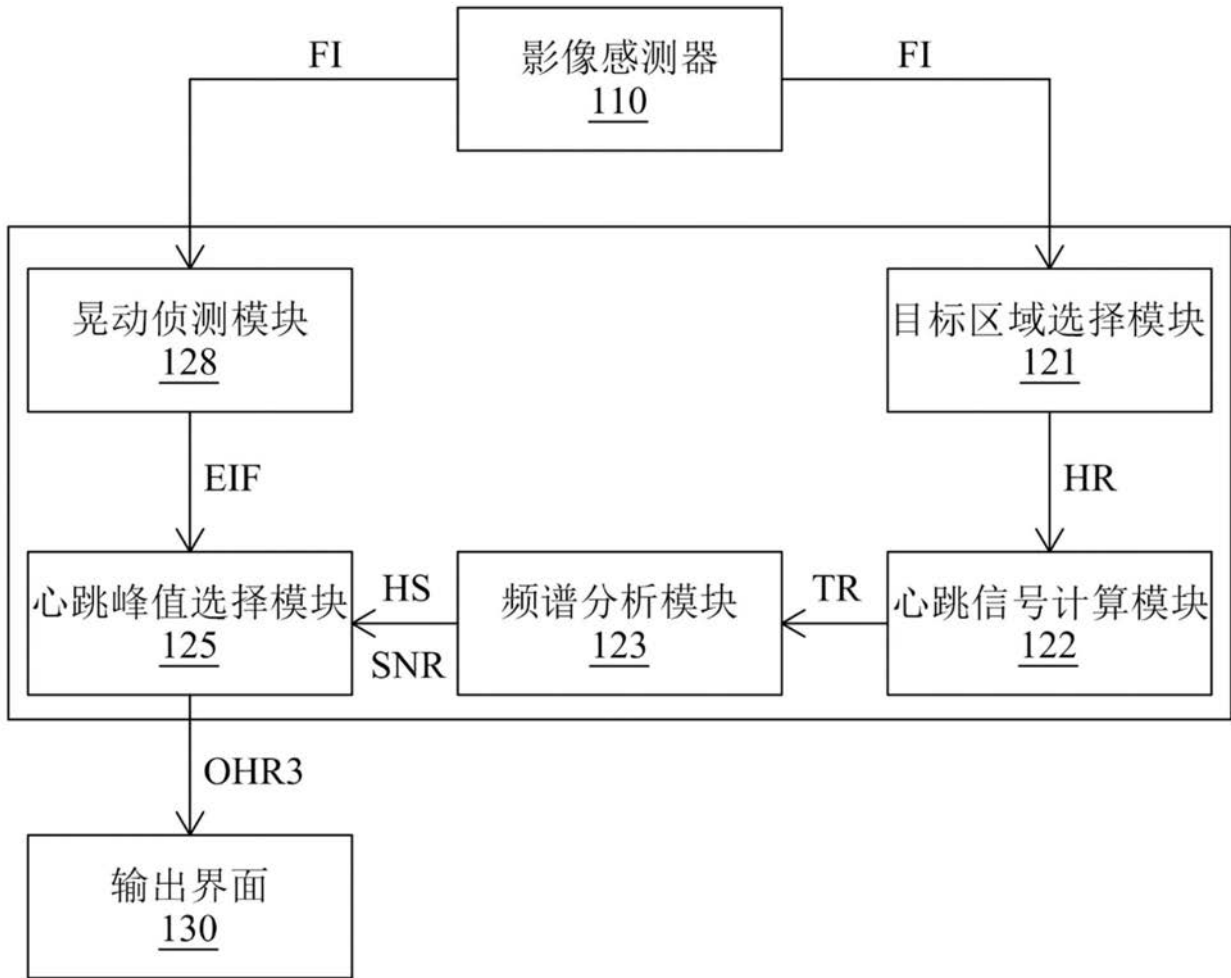 FI
影像感测器
110
FI
晃动侦测模块
128
目标区域选择模块
121
EIF
HR
心跳峰值选择模块
125
HS
SNR
频谱分析模块
123
TR
心跳信号计算模块
122
OHR3
输出界面
130